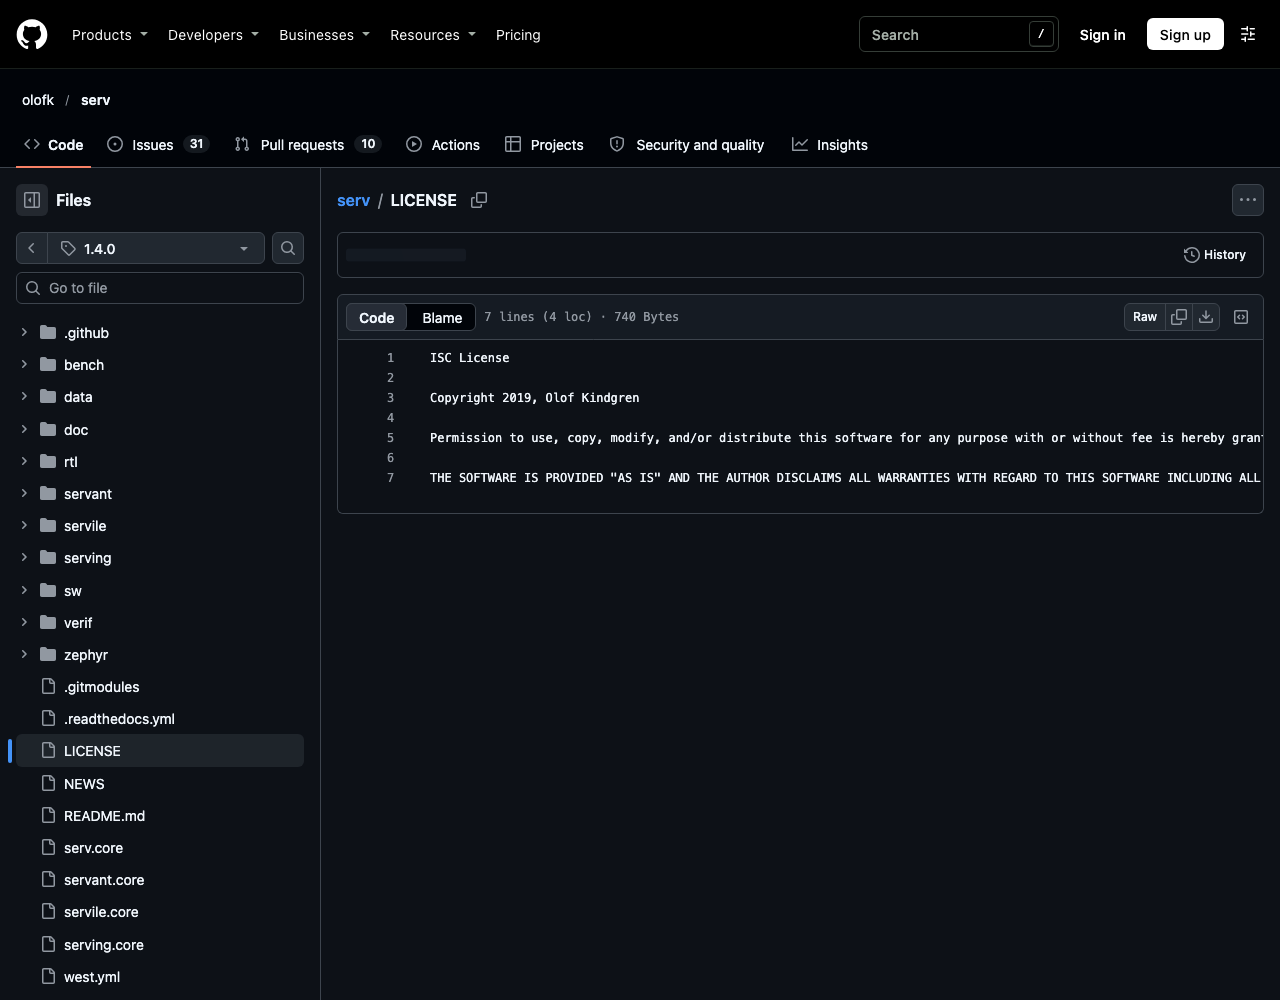 Products Developers Businesses Resources Pricing Search / Sign in Sign up
olofk / serv
Code Issues 31 Pull requests 10 Actions Projects Security and quality Insights
Files
1.4.0
Go to file
.github
bench
data
doc
rtl
servant
servile
serving
sw
verif
zephyr
.gitmodules
.readthedocs.yml
LICENSE
NEWS
README.md
serv.core
servant.core
servile.core
serving.core
west.yml
serv / LICENSE
History
Code Blame 7 lines (4 loc) · 740 Bytes Raw
1 ISC License
2
3 Copyright 2019, Olof Kindgren
4
5 Permission to use, copy, modify, and/or distribute this software for any purpose with or without fee is hereby gran
6
7 THE SOFTWARE IS PROVIDED "AS IS" AND THE AUTHOR DISCLAIMS ALL WARRANTIES WITH REGARD TO THIS SOFTWARE INCLUDING ALL